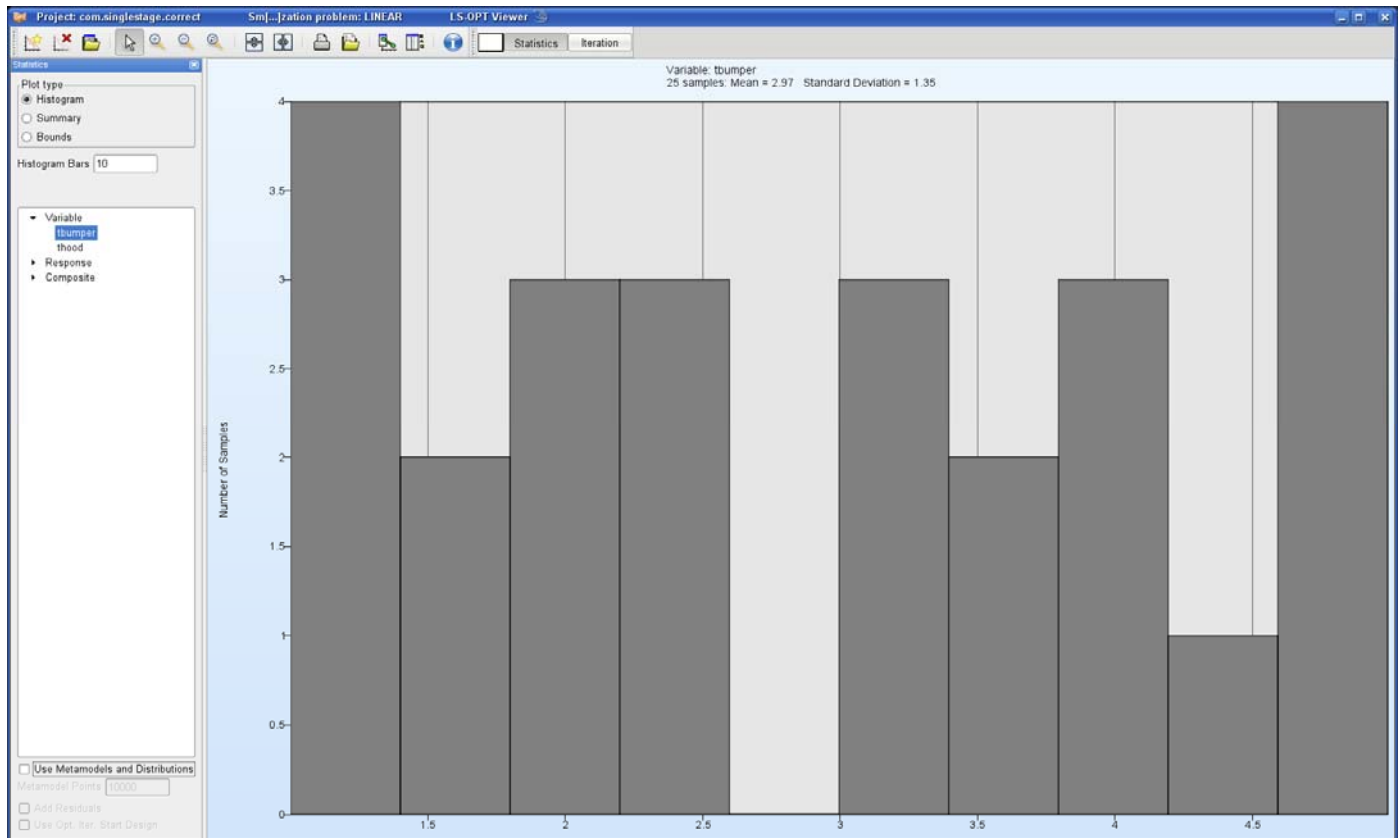 Project: com.singlestage.correct Sm[...]zation problem: LINEAR LS-OPT Viewer
Statistics Iteration
Statistics
Plot type
Histogram
Summary
Bounds
Histogram Bars 10
Variable
tbumper
thood
Response
Composite
Use Metamodels and Distributions
Metamodel Points 10000
Add Residuals
Use Opt. Iter. Start Design
Variable: tbumper
25 samples: Mean = 2.97 Standard Deviation = 1.35
Number of Samples
4
3.5
3
2.5
2
1.5
1
0.5
0
1.5 2 2.5 3 3.5 4 4.5